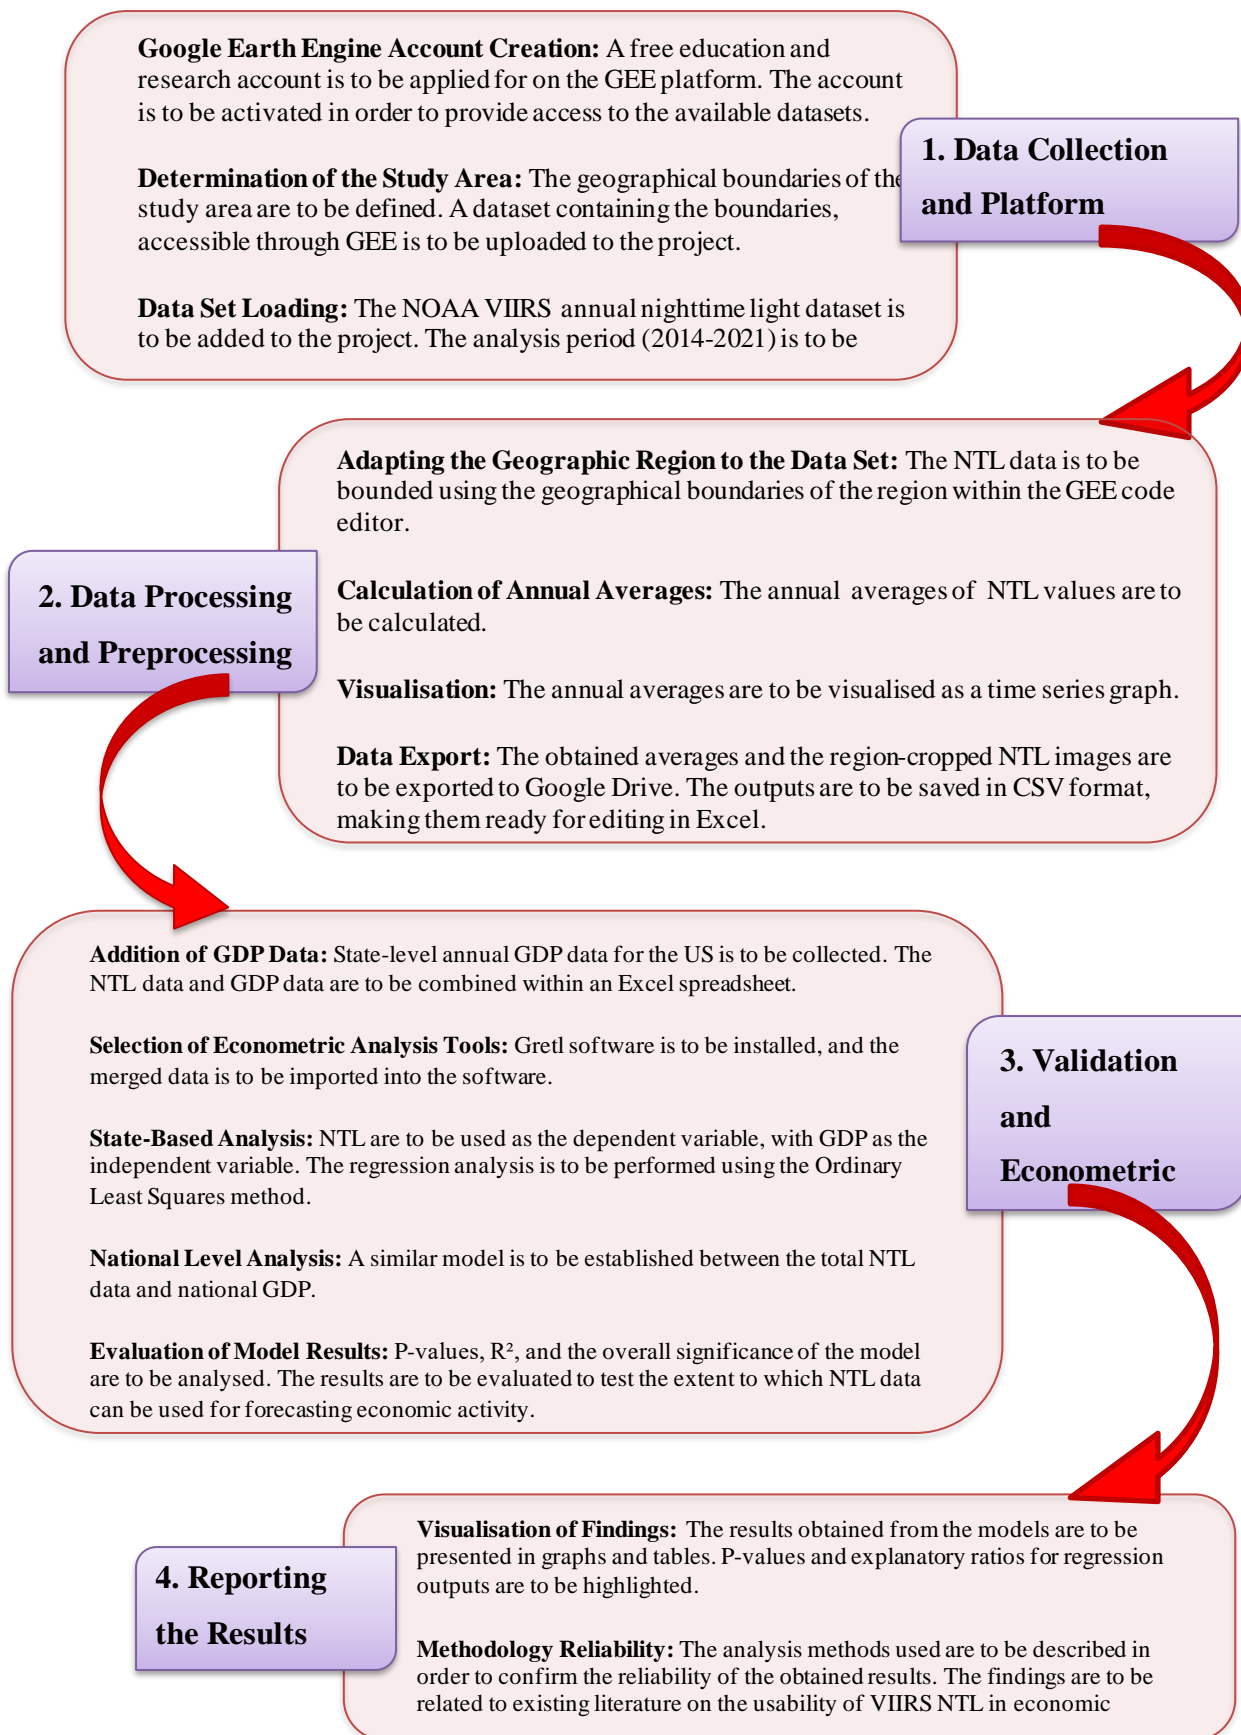 Google Earth Engine Account Creation: A free education and
research account is to be applied for on the GEE platform. The account
is to be activated in order to provide access to the available datasets.
Determination of the Study Area: The geographical boundaries of the
study area are to be defined. A dataset containing the boundaries,
accessible through GEE is to be uploaded to the project.
Data Set Loading: The NOAA VIIRS annual nighttime light dataset is
to be added to the project. The analysis period (2014-2021) is to be
1. Data Collection
and Platform
Adapting the Geographic Region to the Data Set: The NTL data is to be
bounded using the geographical boundaries of the region within the GEE code
editor.
Calculation of Annual Averages: The annual averages of NTL values are to
be calculated.
Visualisation: The annual averages are to be visualised as a time series graph.
Data Export: The obtained averages and the region-cropped NTL images are
to be exported to Google Drive. The outputs are to be saved in CSV format,
making them ready for editing in Excel.
2. Data Processing
and Preprocessing
Addition of GDP Data: State-level annual GDP data for the US is to be collected. The
NTL data and GDP data are to be combined within an Excel spreadsheet.
Selection of Econometric Analysis Tools: Gretl software is to be installed, and the
merged data is to be imported into the software.
State-Based Analysis: NTL are to be used as the dependent variable, with GDP as the
independent variable. The regression analysis is to be performed using the Ordinary
Least Squares method.
National Level Analysis: A similar model is to be established between the total NTL
data and national GDP.
Evaluation of Model Results: P-values, R², and the overall significance of the model
are to be analysed. The results are to be evaluated to test the extent to which NTL data
can be used for forecasting economic activity.
3. Validation
and
Econometric
Visualisation of Findings: The results obtained from the models are to be
presented in graphs and tables. P-values and explanatory ratios for regression
outputs are to be highlighted.
Methodology Reliability: The analysis methods used are to be described in
order to confirm the reliability of the obtained results. The findings are to be
related to existing literature on the usability of VIIRS NTL in economic
4. Reporting
the Results